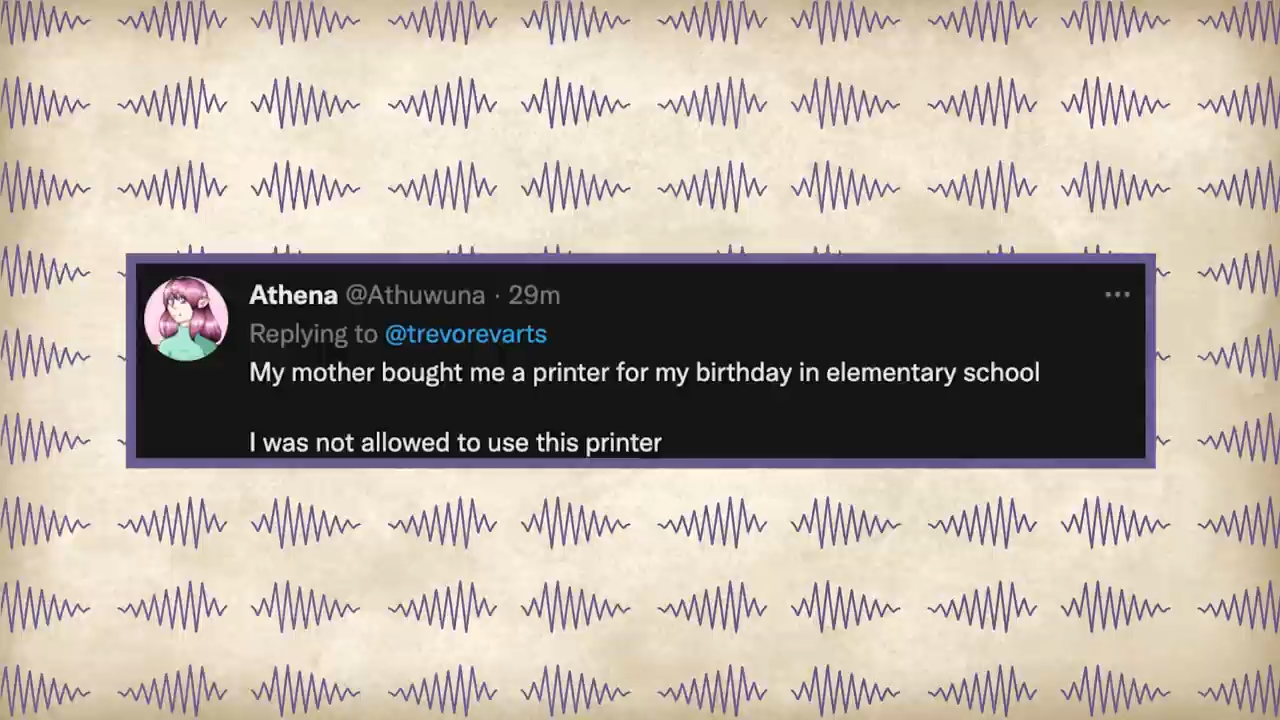 Athena @Athuwuna · 29m
Replying to @trevorevarts
My mother bought me a printer for my birthday in elementary school
I was not allowed to use this printer